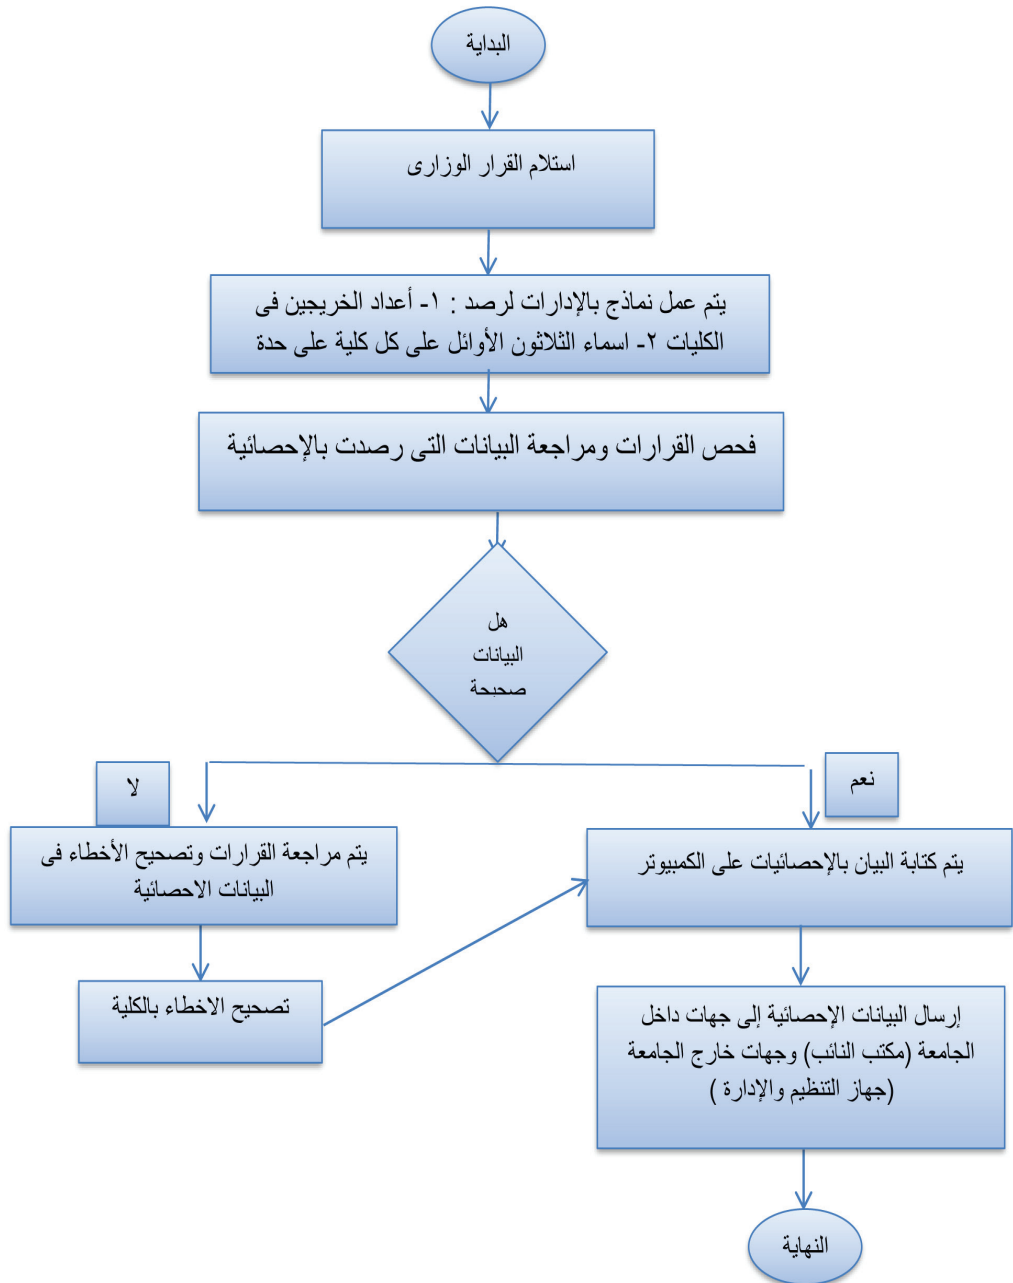 البداية
استلام القرار الوزارى
يتم عمل نماذج بالإدارات لرصد : ١- أعداد الخريجين فى
الكليات ٢- اسماء الثلاثون الأوائل على كل كلية على حدة
فحص القرارات ومراجعة البيانات التى رصدت بالإحصائية
هل
البيانات
صحيحة
نعم
لا
يتم كتابة البيان بالإحصائيات على الكمبيوتر
يتم مراجعة القرارات وتصحيح الأخطاء فى
البيانات الاحصائية
تصحيح الاخطاء بالكلية
إرسال البيانات الإحصائية إلى جهات داخل
الجامعة (مكتب النائب) وجهات خارج الجامعة
(جهاز التنظيم والإدارة )
النهاية